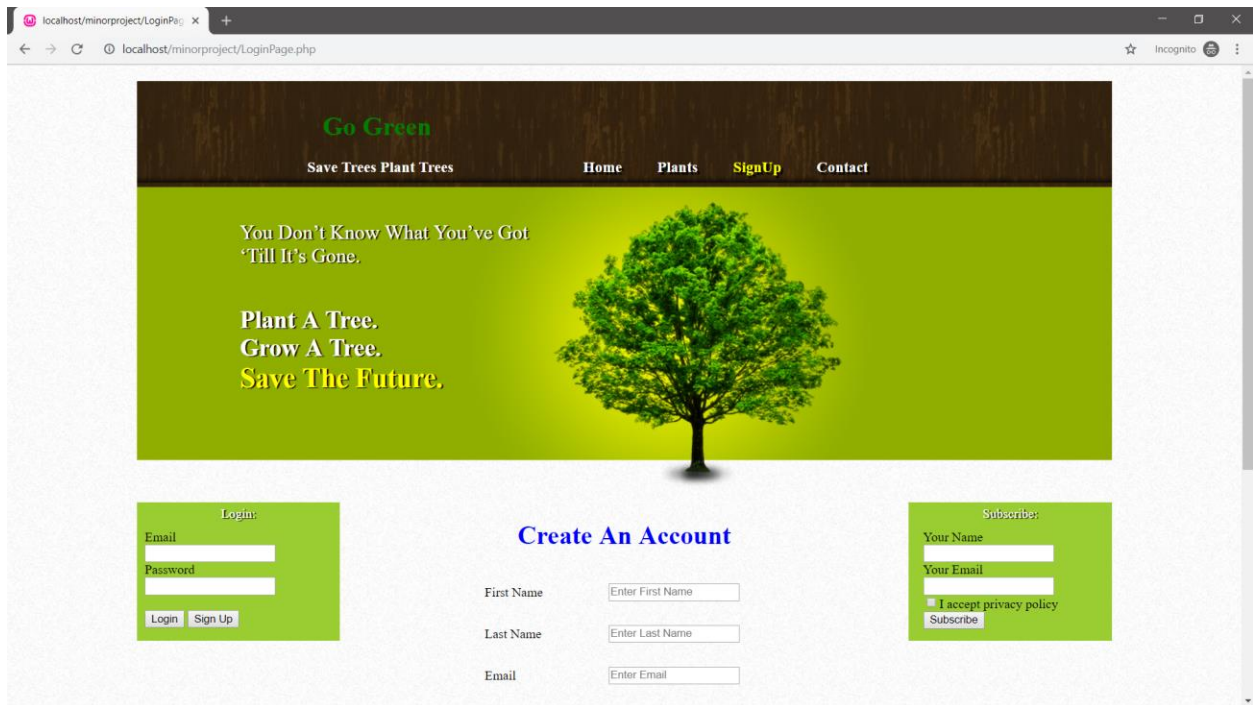 localhost/minorproject/LoginPag
localhost/minorproject/LoginPage.php
Incognito
Go Green
Save Trees Plant Trees
Home Plants SignUp Contact
You Don’t Know What You’ve Got
‘Till It’s Gone.
Plant A Tree.
Grow A Tree.
Save The Future.
Login:
Email
Password
Login Sign Up
Create An Account
First Name Enter First Name
Last Name Enter Last Name
Email Enter Email
Subscribe:
Your Name
Your Email
I accept privacy policy
Subscribe